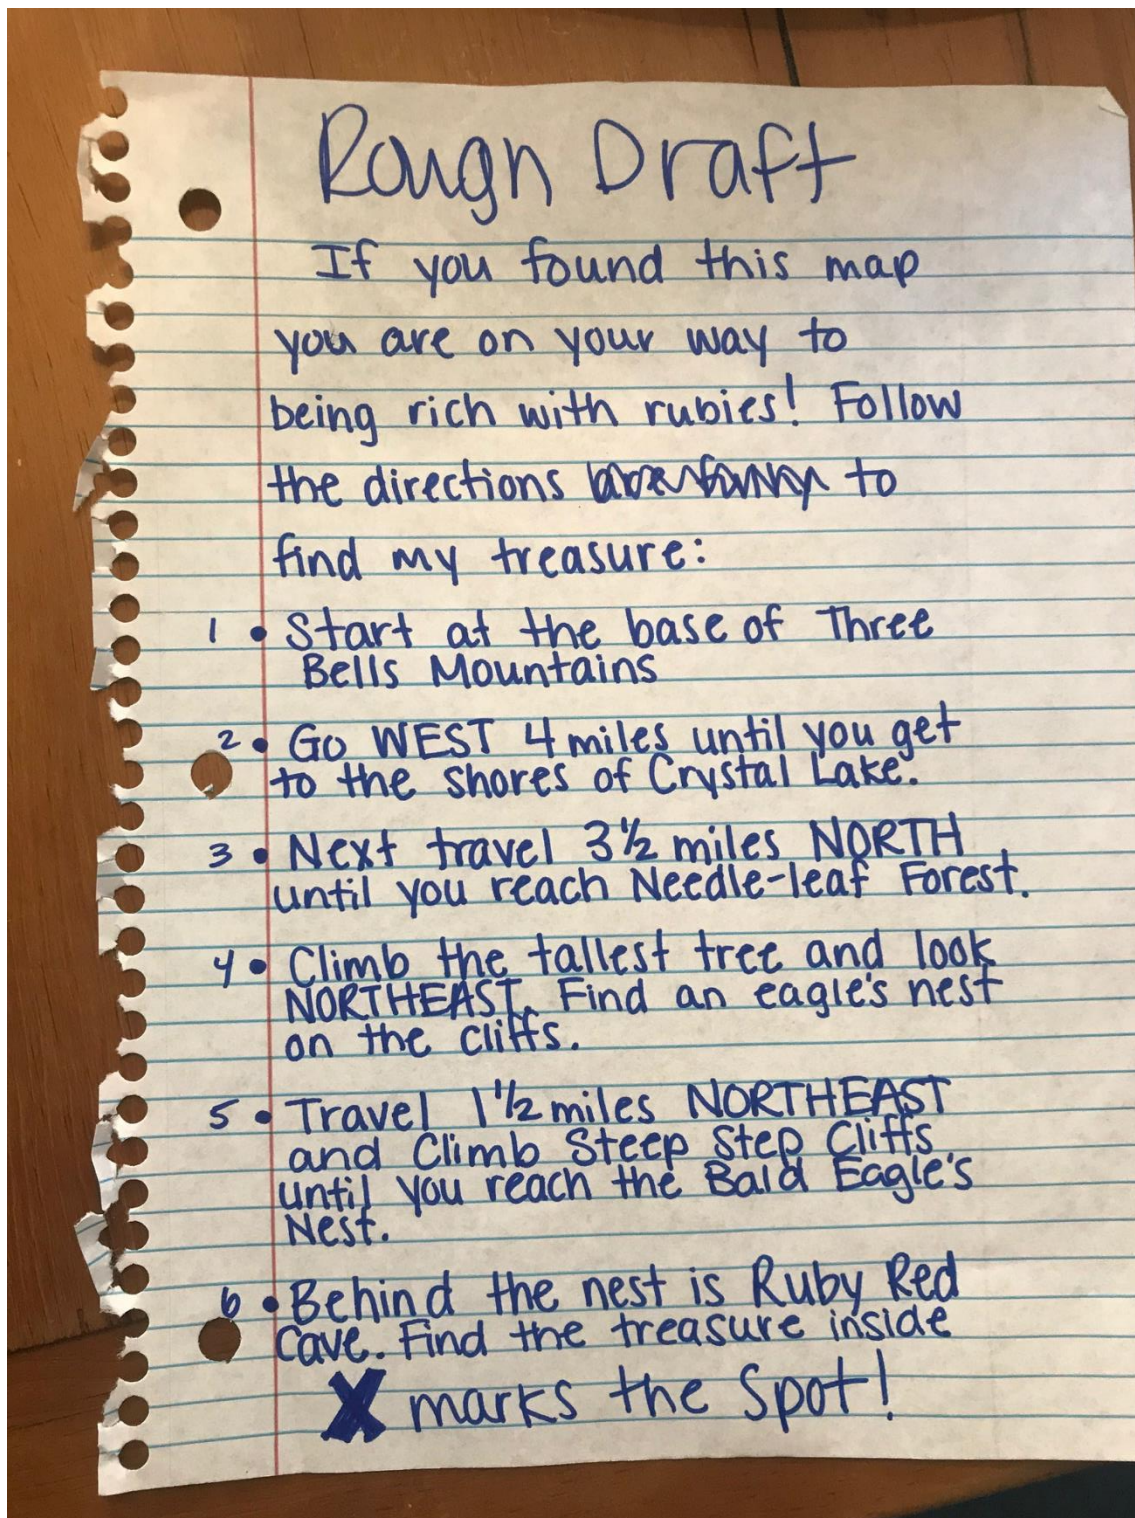 Rough Draft
If you found this map
you are on your way to
being rich with rubies! Follow
the directions to
find my treasure:
1 • Start at the base of Three
Bells Mountains
2 • Go WEST 4 miles until you get
to the shores of Crystal Lake.
3 • Next travel 3 1/2 miles NORTH
until you reach Needle-leaf Forest.
4 • Climb the tallest tree and look
NORTHEAST. Find an eagle's nest
on the cliffs.
5 • Travel 1 1/2 miles NORTHEAST
and Climb Steep Step Cliffs
until you reach the Bald Eagle's
Nest.
6 • Behind the nest is Ruby Red
Cave. Find the treasure inside
X marks the Spot!